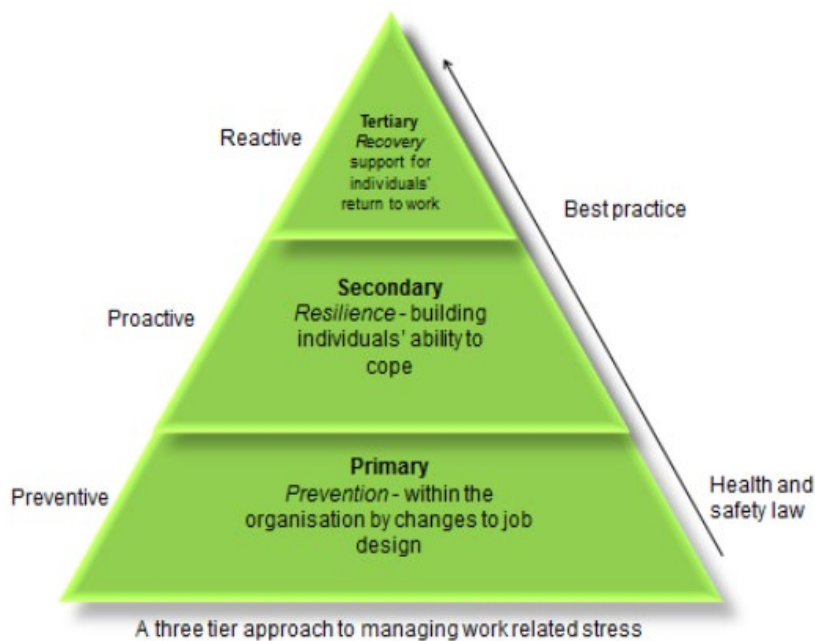 Reactive
Tertiary
Recovery
support for
individuals'
return to work
Best practice
Proactive
Secondary
Resilience - building
individuals' ability to
cope
Preventive
Primary
Prevention - within the
organisation by changes to job
design
Health and
safety law
A three tier approach to managing work related stress